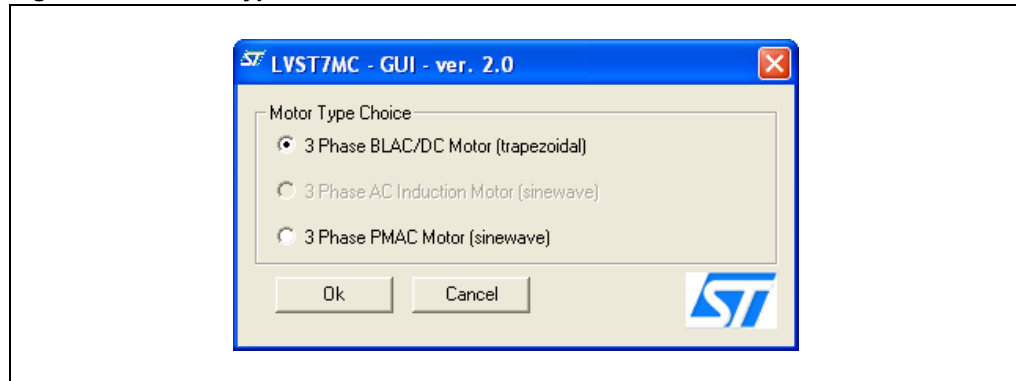 LVST7MC - GUI - ver. 2.0
Motor Type Choice
3 Phase BLAC/DC Motor (trapezoidal)
3 Phase AC Induction Motor (sinewave)
3 Phase PMAC Motor (sinewave)
Ok Cancel
ST